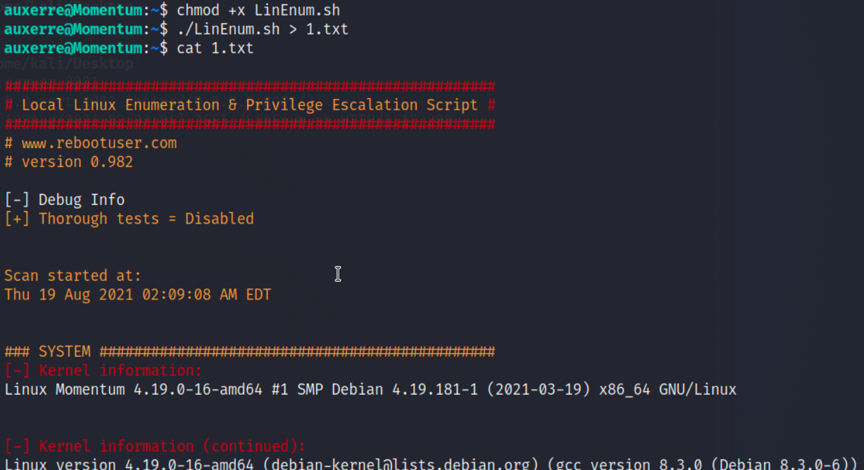 auxerre@Momentum:~$ chmod +x LinEnum.sh
auxerre@Momentum:~$ ./LinEnum.sh > 1.txt
auxerre@Momentum:~$ cat 1.txt
#########################################################
# Local Linux Enumeration & Privilege Escalation Script #
#########################################################
# www.rebootuser.com
# version 0.982
[-] Debug Info
[+] Thorough tests = Disabled
Scan started at:
Thu 19 Aug 2021 02:09:08 AM EDT
### SYSTEM ##############################################
[-] Kernel information:
Linux Momentum 4.19.0-16-amd64 #1 SMP Debian 4.19.181-1 (2021-03-19) x86_64 GNU/Linux
[-] Kernel information (continued):
Linux version 4.19.0-16-amd64 (debian-kernel@lists.debian.org) (gcc version 8.3.0 (Debian 8.3.0-6))